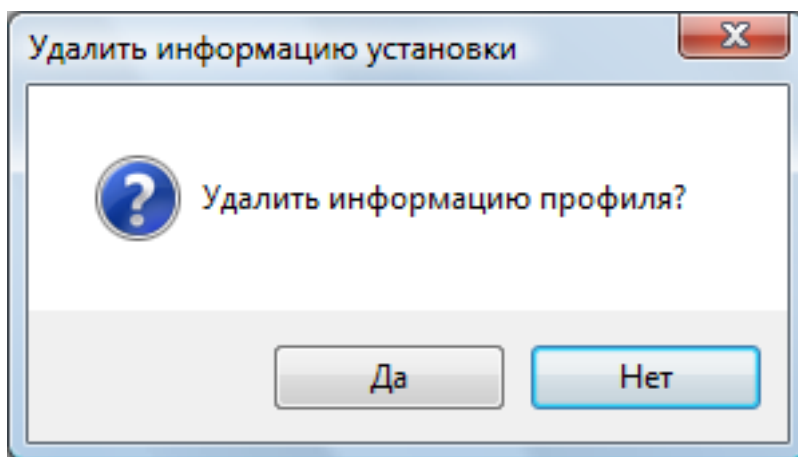 Удалить информацию установки
Удалить информацию профиля?
Да
Нет